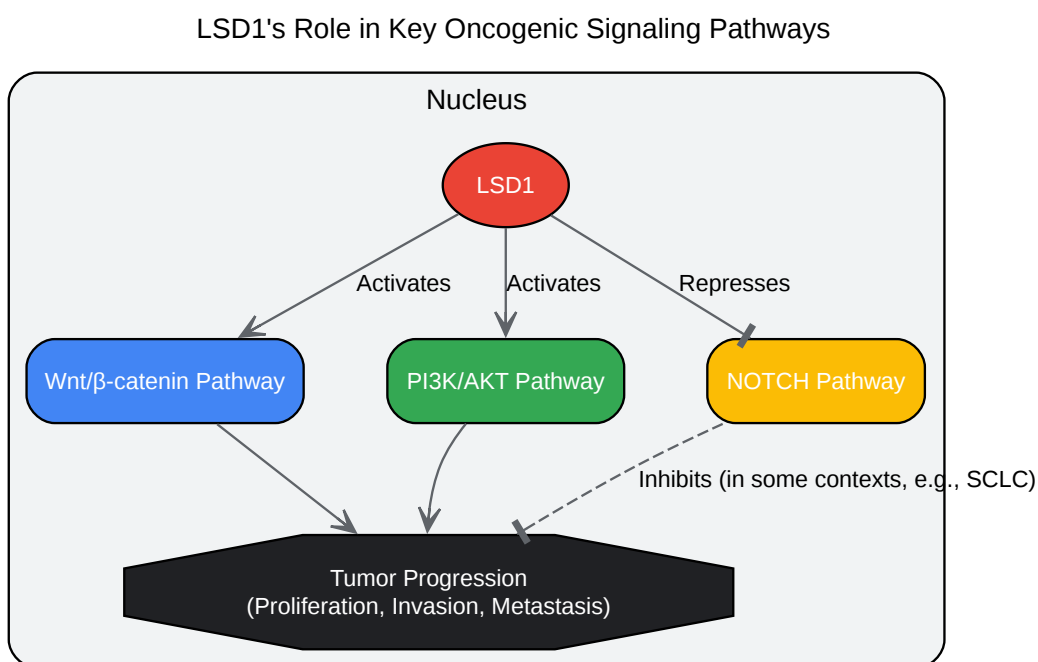 LSD1's Role in Key Oncogenic Signaling Pathways
Nucleus
LSD1
Activates
Activates
Represses
Wnt/β-catenin Pathway
PI3K/AKT Pathway
NOTCH Pathway
Inhibits (in some contexts, e.g., SCLC)
Tumor Progression
(Proliferation, Invasion, Metastasis)